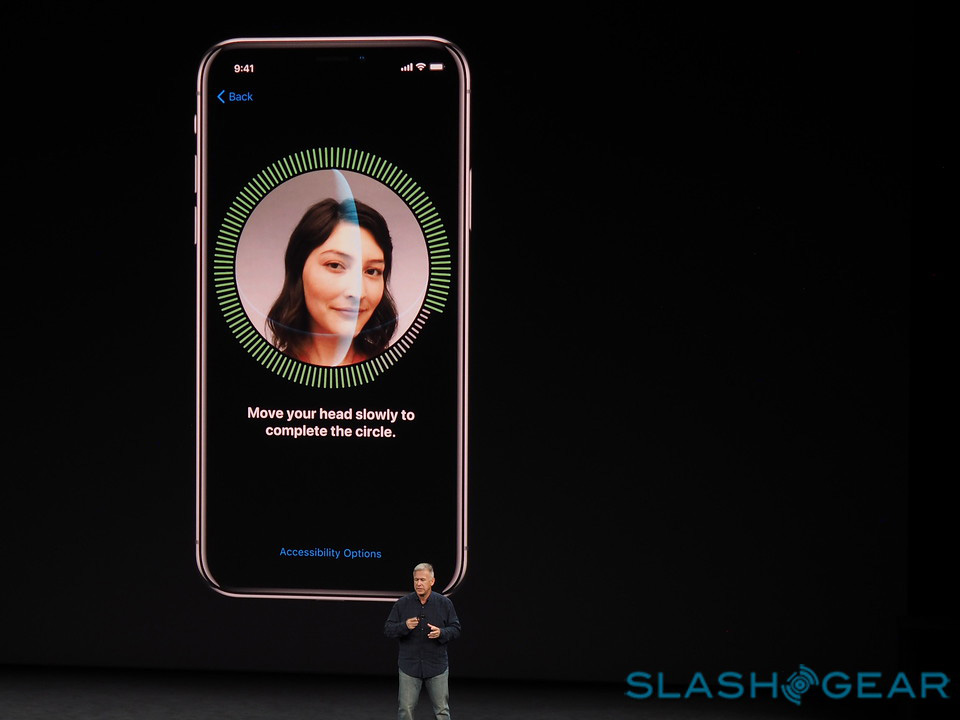 9:41
Back
Move your head slowly to
complete the circle.
Accessibility Options
SLASHGEAR